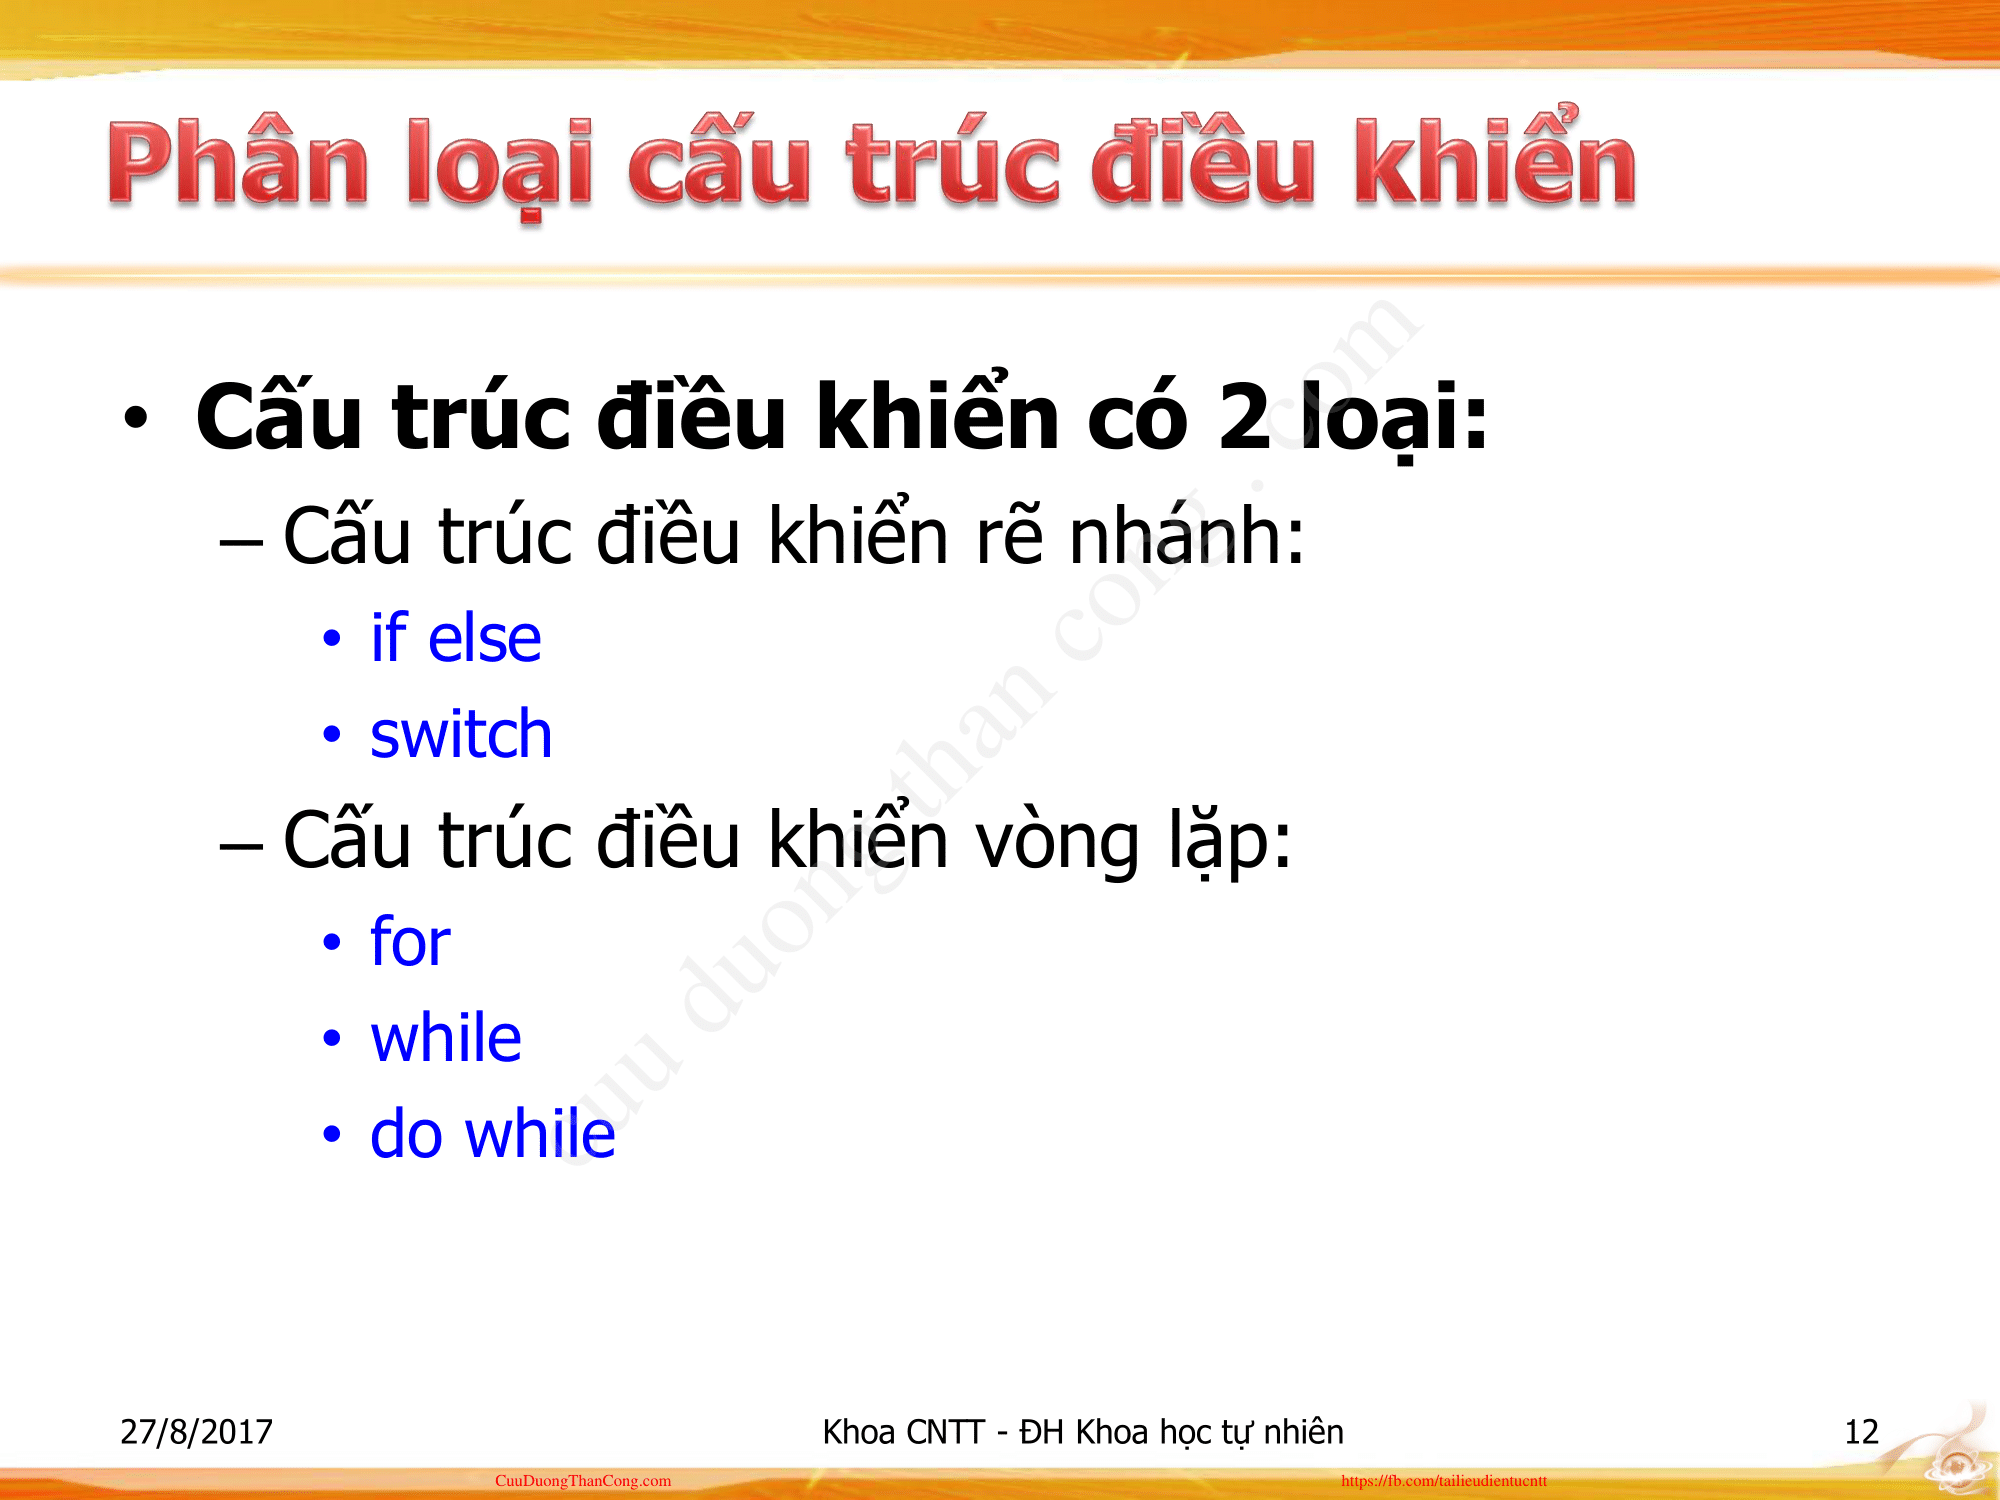 Phân loại cấu trúc điều khiển
• Cấu trúc điều khiển có 2 loại:
– Cấu trúc điều khiển rẽ nhánh:
• if else
• switch
– Cấu trúc điều khiển vòng lặp:
• for
• while
• do while
cuu duong than cong . com
27/8/2017
Khoa CNTT - ĐH Khoa học tự nhiên
12
CuuDuongThanCong.com
https://fb.com/tailieudientucntt